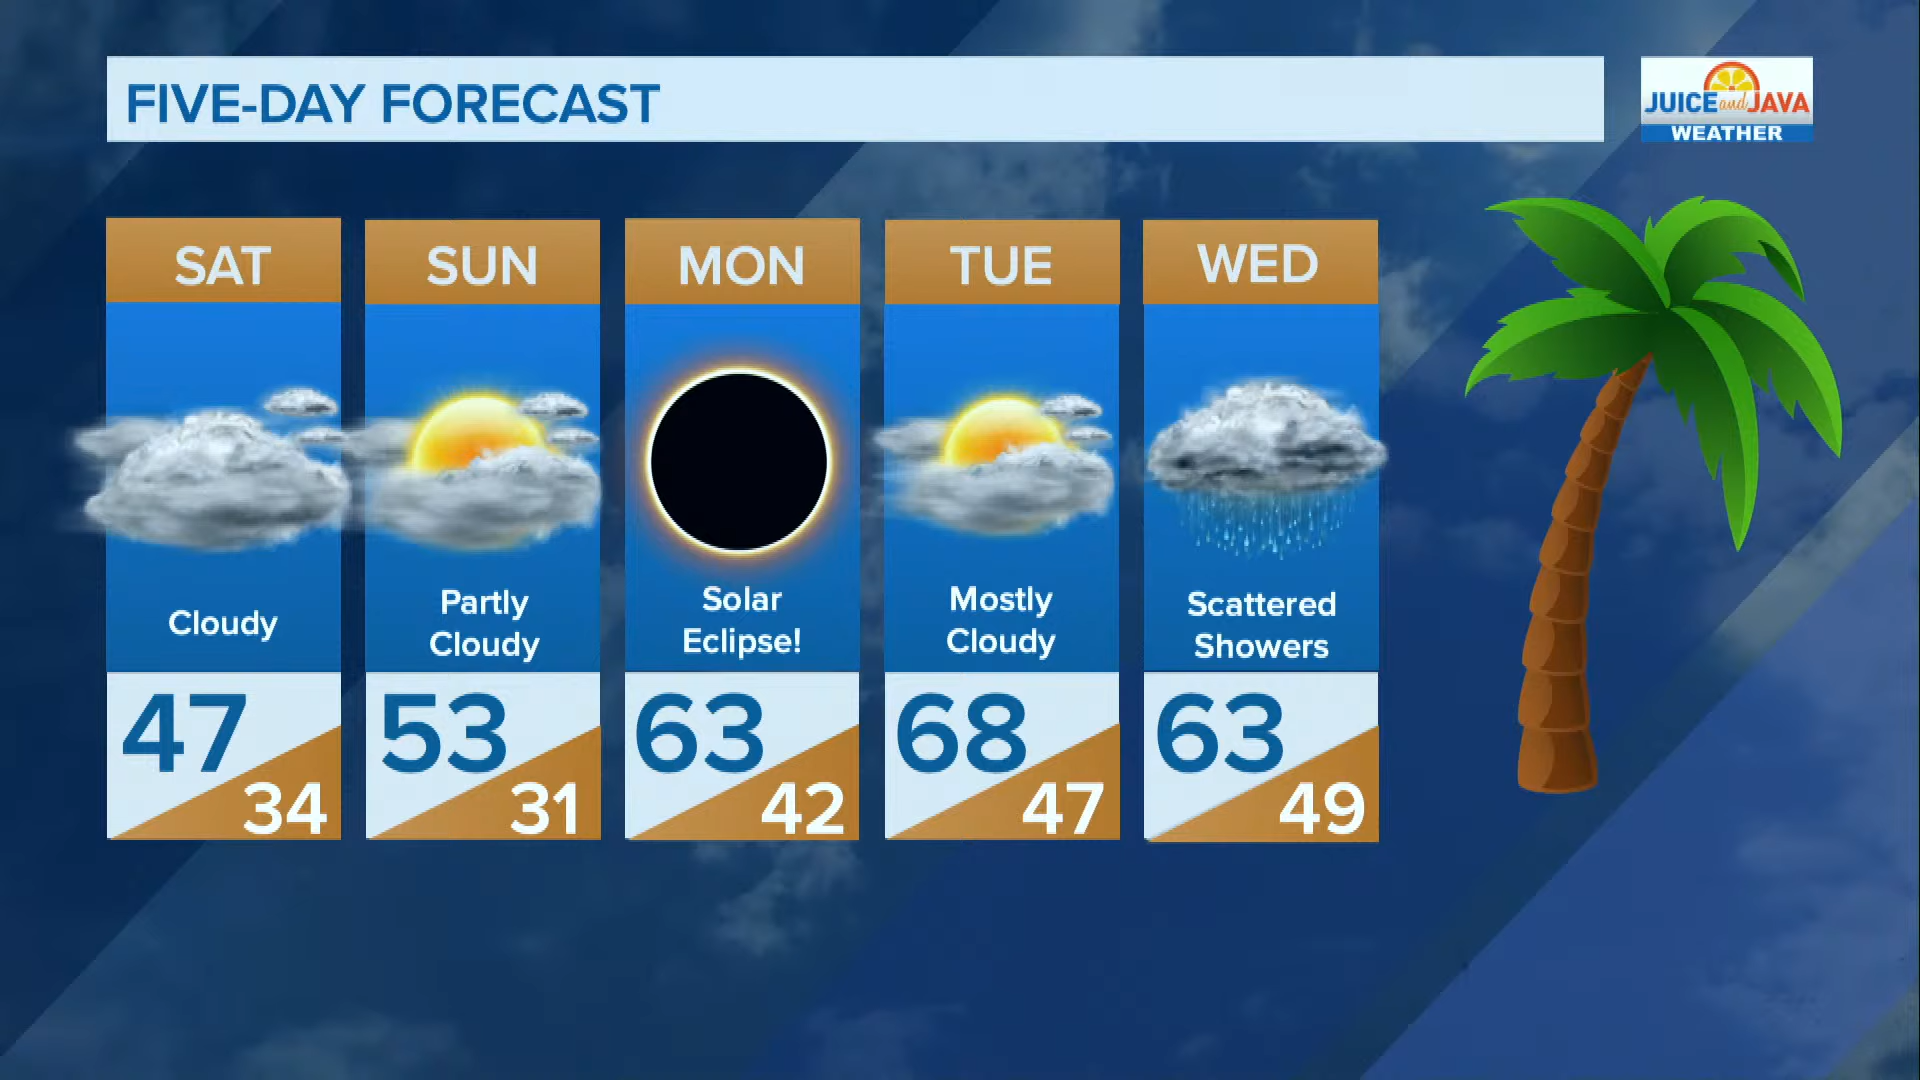 FIVE-DAY FORECAST
JUICE and JAVA
WEATHER
SAT
SUN
MON
TUE
WED
Cloudy
Partly
Cloudy
Solar
Eclipse!
Mostly
Cloudy
Scattered
Showers
47
34
53
31
63
42
68
47
63
49